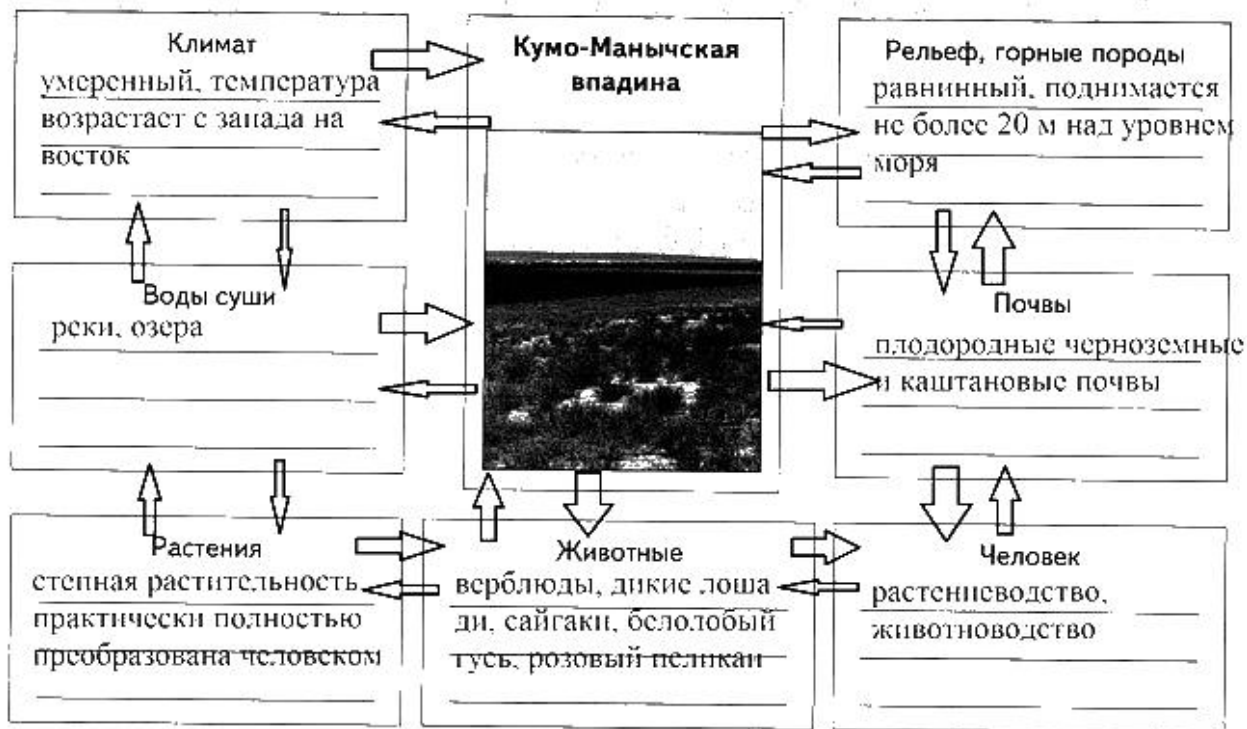 Климат
умеренный, температура
возрастает с запада на
восток
Кумо-Манычская
впадина
Рельеф, горные породы
равнинный, поднимается
не более 20 м над уровнем
моря
Воды суши
реки, озера
Почвы
плодородные черноземные
и каштановые почвы
Растения
степная растительность
практически полностью
преобразована человеком
Животные
верблюды, дикие лоша
ди, сайгаки, белолобый
гусь, розовый пеликан
Человек
растениеводство,
животноводство